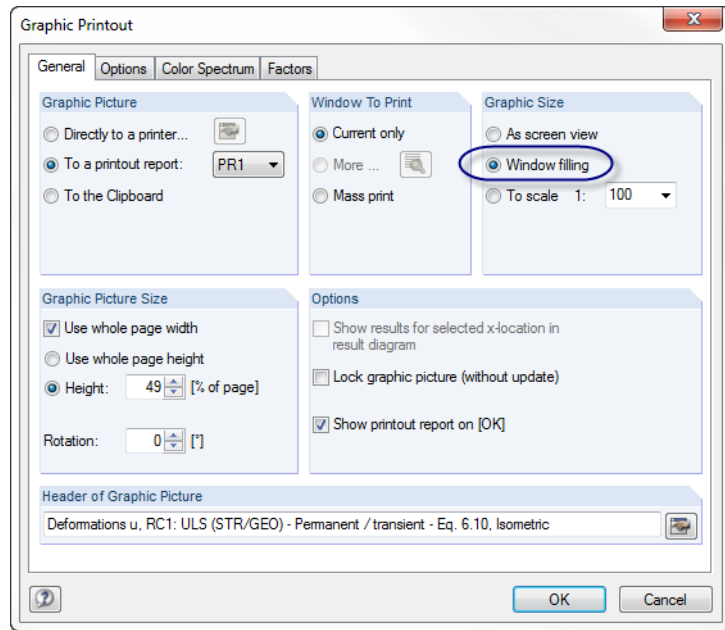 Graphic Printout
General Options Color Spectrum Factors
Graphic Picture
Directly to a printer...
To a printout report: PR1
To the Clipboard
Window To Print
Current only
More ...
Mass print
Graphic Size
As screen view
Window filling
To scale 1: 100
Graphic Picture Size
Use whole page width
Use whole page height
Height: 49 [% of page]
Rotation: 0 [°]
Options
Show results for selected x-location in
result diagram
Lock graphic picture (without update)
Show printout report on [OK]
Header of Graphic Picture
Deformations u, RC1: ULS (STR/GEO) - Permanent / transient - Eq. 6.10, Isometric
OK Cancel